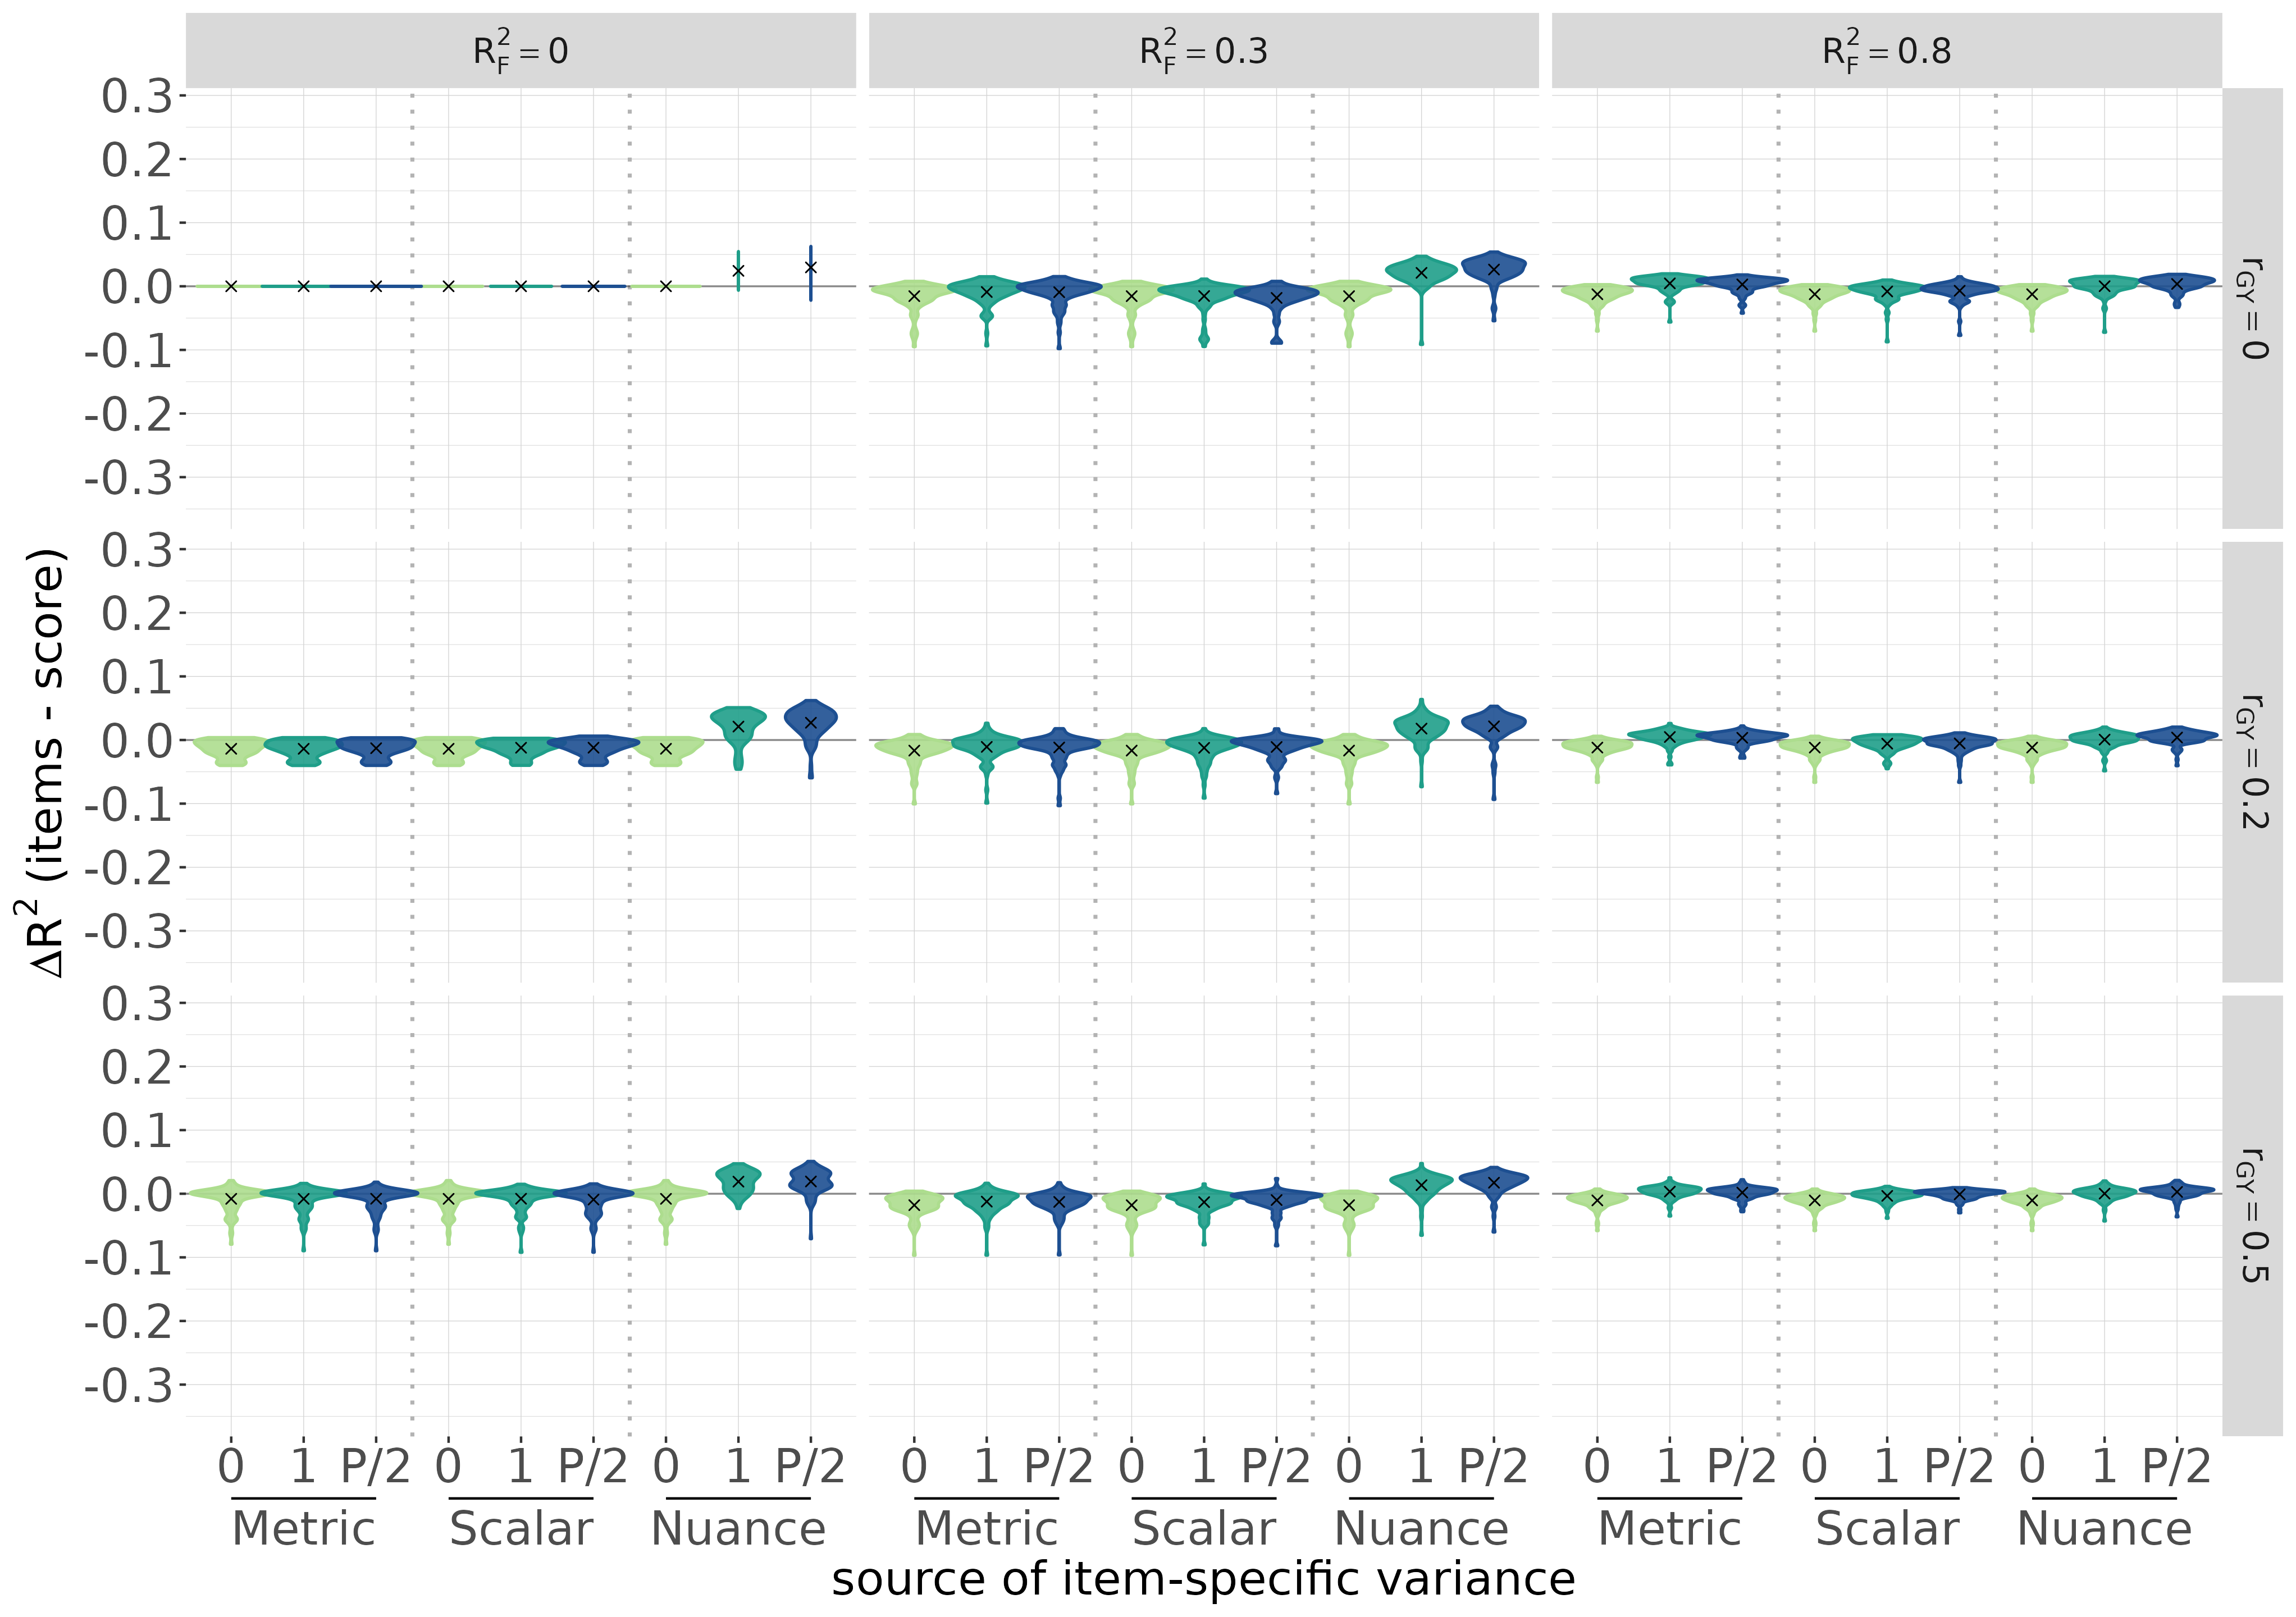 R²F = 0 R²F = 0.3 R²F = 0.8
0.3
0.2
0.1
0.0
-0.1
-0.2
-0.3
rGY = 0
0.3
0.2
0.1
0.0
-0.1
-0.2
-0.3
rGY = 0.2
0.3
0.2
0.1
0.0
-0.1
-0.2
-0.3
rGY = 0.5
ΔR² (items - score)
0 1 P/2 0 1 P/2 0 1 P/2 0 1 P/2 0 1 P/2 0 1 P/2 0 1 P/2 0 1 P/2 0 1 P/2
Metric Scalar Nuance Metric Scalar Nuance Metric Scalar Nuance
source of item-specific variance